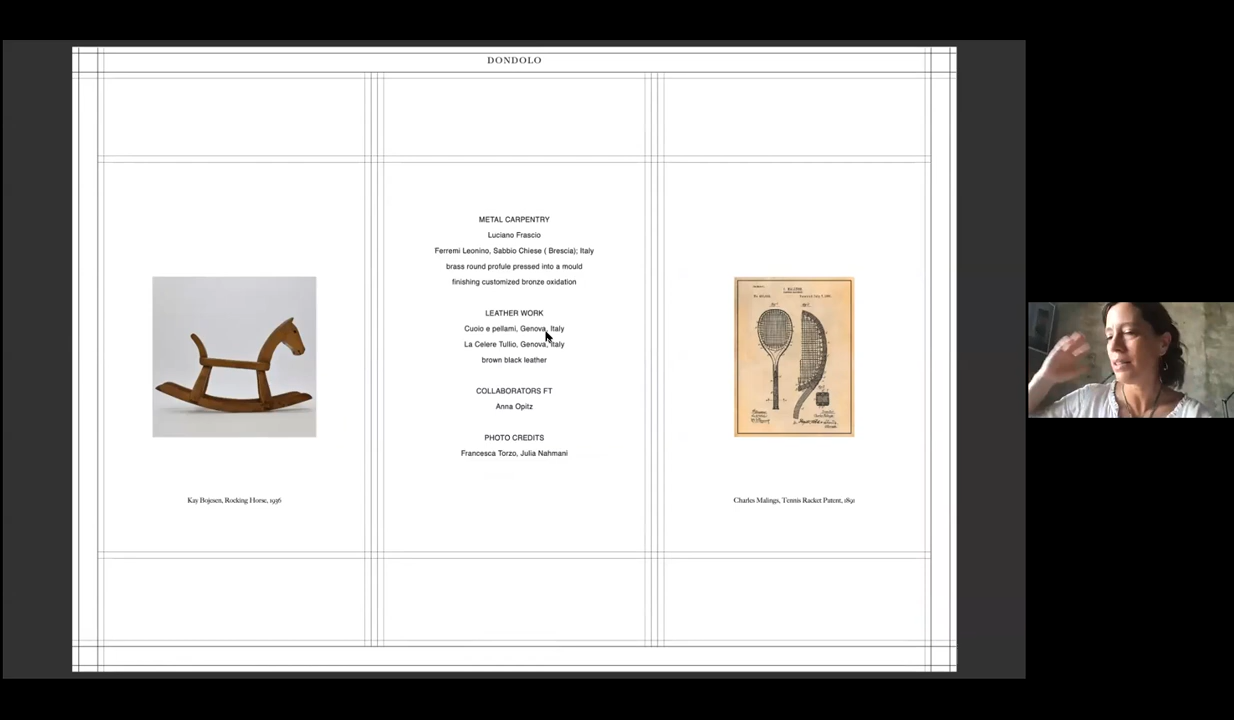 DONDOLO
METAL CARPENTRY
Luciano Frascio
Ferremi Leonino, Sabbio Chiese ( Brescia); Italy
brass round profule pressed into a mould
finishing customized bronze oxidation
LEATHER WORK
Cuoio e pellami, Genova, Italy
La Celere Tullio, Genova, Italy
brown black leather
COLLABORATORS FT
Anna Opitz
PHOTO CREDITS
Francesca Torzo, Julia Nahmani
Kay Bojesen, Rocking Horse, 1936
Charles Malings, Tennis Racket Patent, 1891